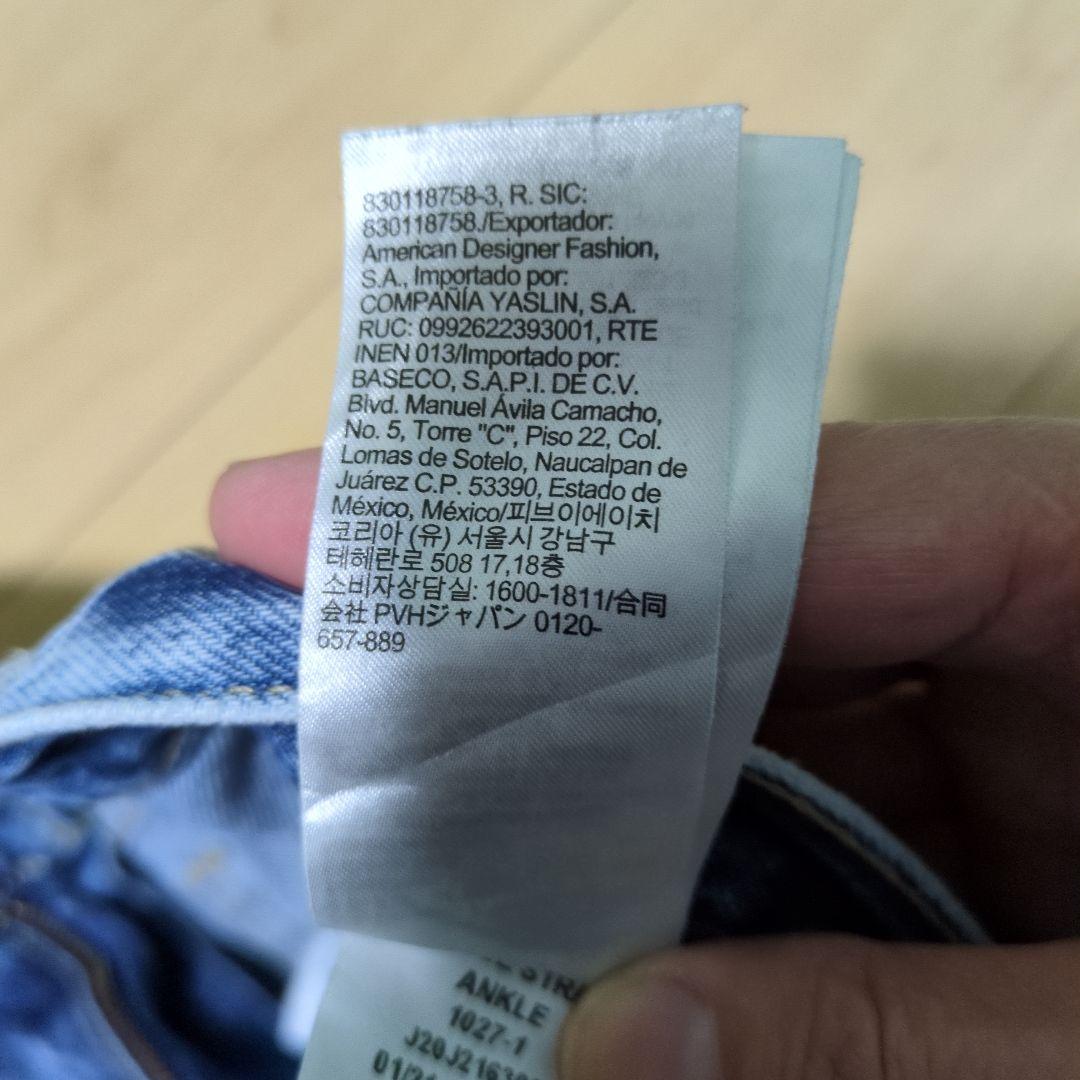 830118758-3, R. SIC:
830118758./Exportador:
American Designer Fashion,
S.A., Importado por:
COMPAÑÍA YASLIN, S.A.
RUC: 0992622393001, RTE
INEN 013/Importado por:
BASECO, S.A.P.I. DE C.V.
Blvd. Manuel Ávila Camacho,
No. 5, Torre "C", Piso 22, Col.
Lomas de Sotelo, Naucalpan de
Juárez C.P. 53390, Estado de
México, México/피브이에이치
코리아 (유) 서울시 강남구
테헤란로 508 17,18층
소비자상담실: 1600-1811/合同
会社 PVHジャパン 0120-
657-889
ANKLE
1027-1